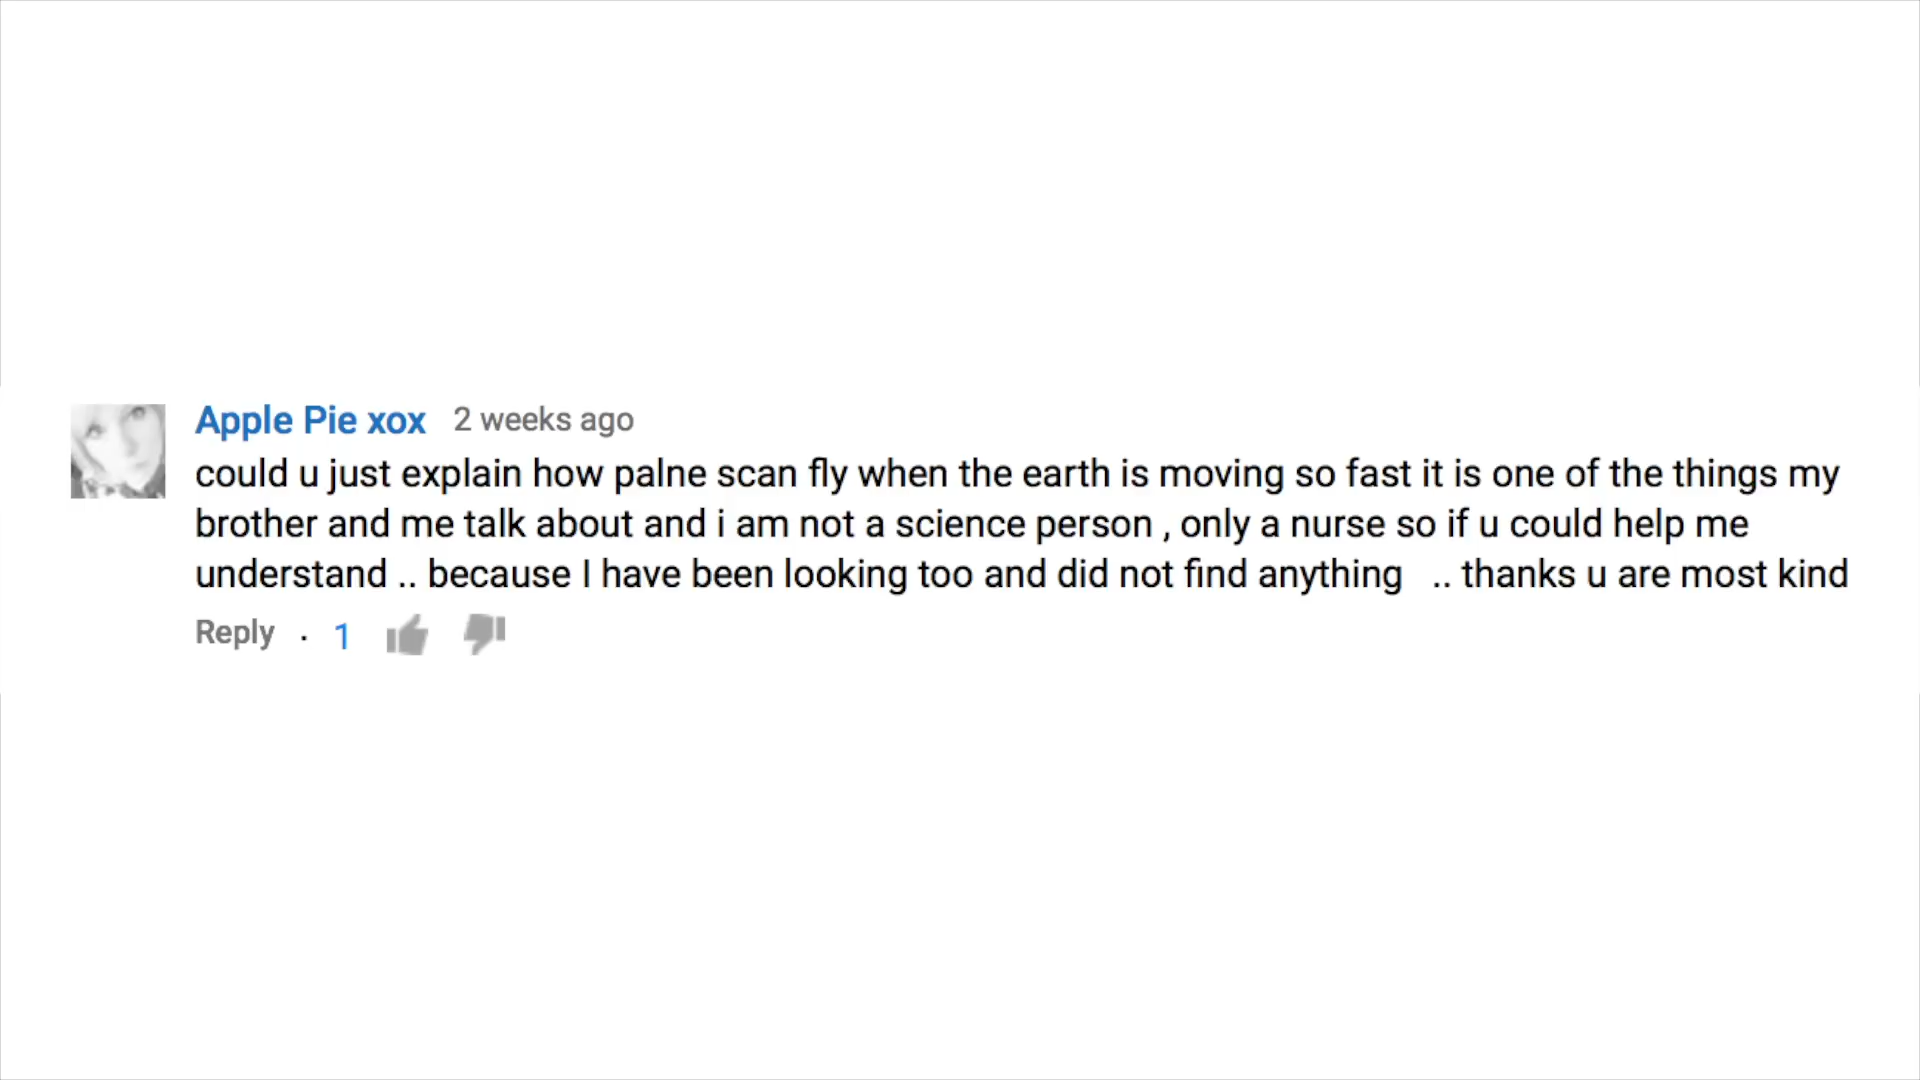 Apple Pie xox 2 weeks ago
could u just explain how palne scan fly when the earth is moving so fast it is one of the things my
brother and me talk about and i am not a science person , only a nurse so if u could help me
understand .. because I have been looking too and did not find anything .. thanks u are most kind
Reply · 1